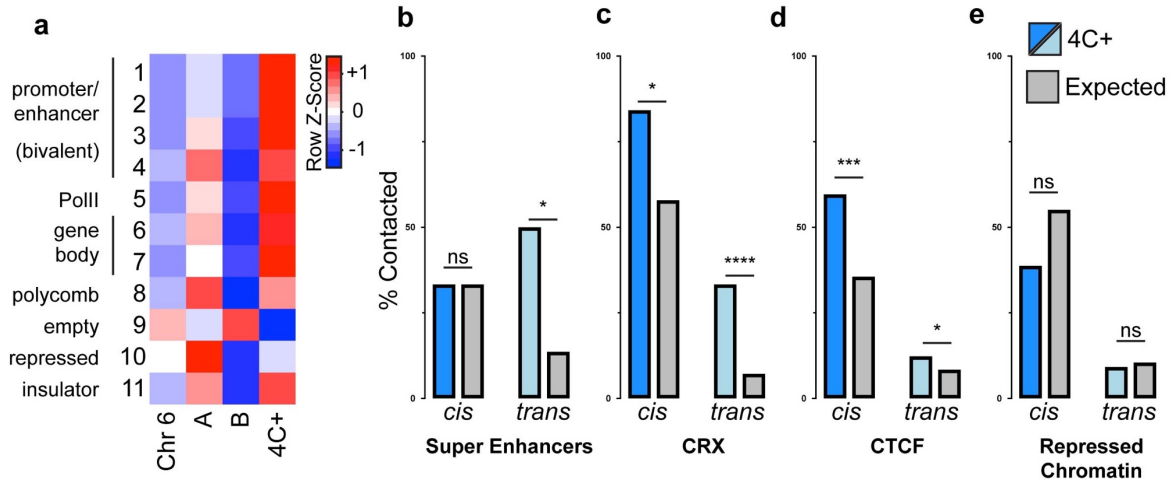 a
promoter/
enhancer
(bivalent)
PolII
gene
body
polycomb
empty
repressed
insulator
1
2
3
4
5
6
7
8
9
10
11
Chr 6
A
B
4C+
+1
0
-1
Row Z-Score
b
c
d
e
4C+
Expected
% Contacted
100
50
0
ns
*
cis
trans
Super Enhancers
100
50
0
*
****
cis
trans
CRX
100
50
0
***
*
cis
trans
CTCF
100
50
0
ns
ns
cis
trans
Repressed
Chromatin